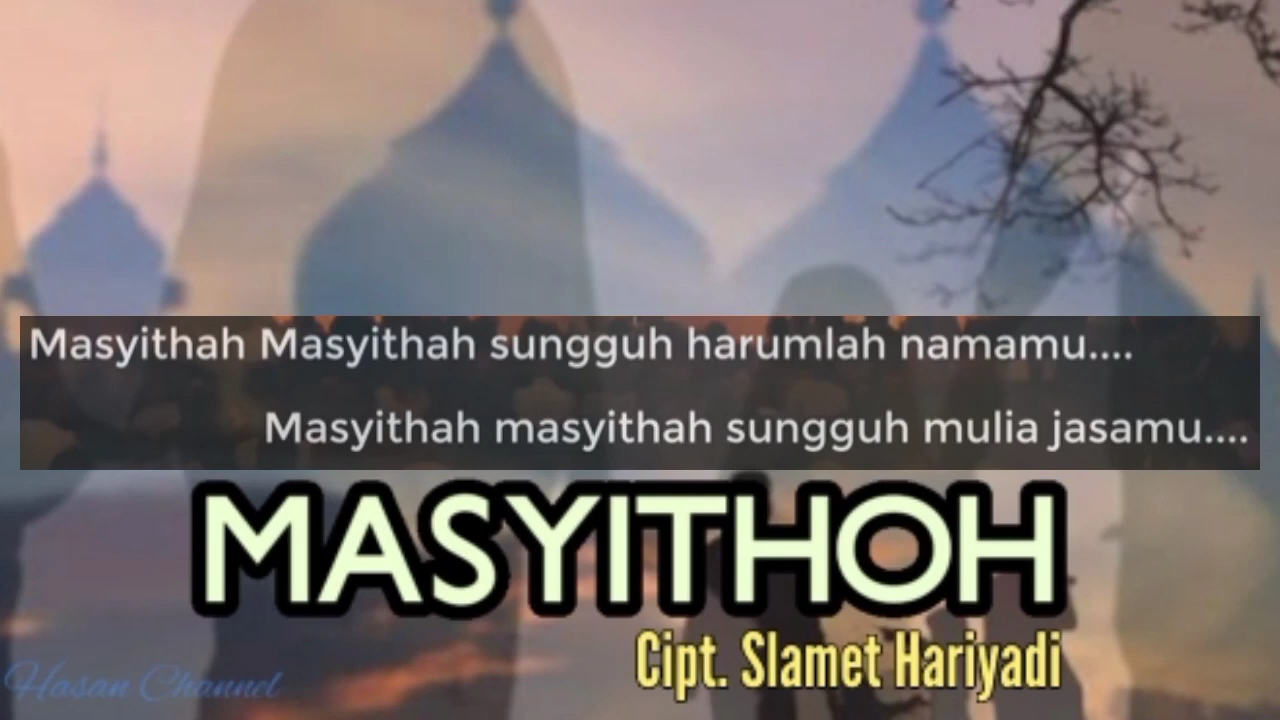 Masyithah Masyithah sungguh harumlah namamu....
Masyithah masyithah sungguh mulia jasamu....
MASYITHOH
Cipt. Slamet Hariyadi
Hasan Channel